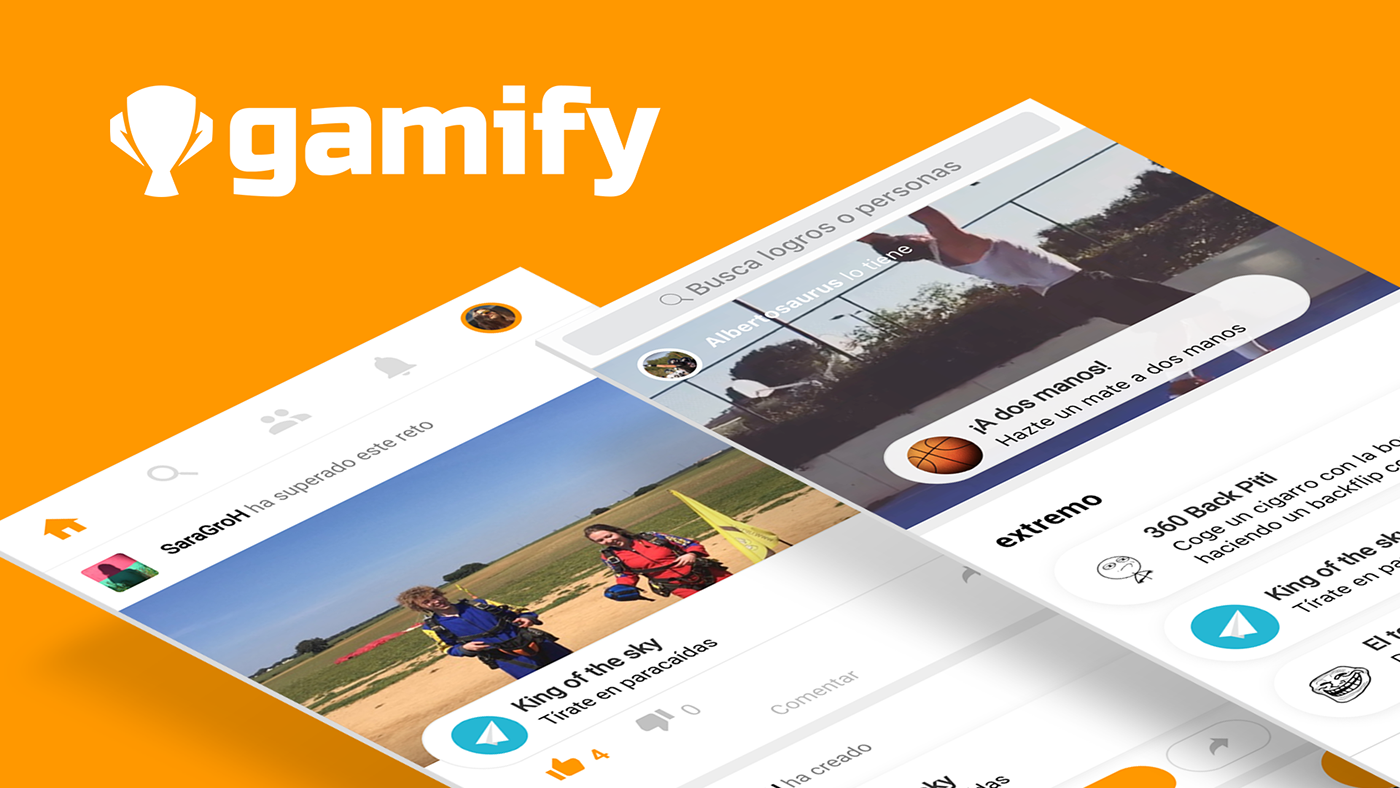 gamify
SaraGroH ha superado este reto
King of the sky
Tírate en paracaídas
4
0
Comentar
ha creado
Busca logros o personas
Albertosaurus lo tiene
¡A dos manos!
Hazte un mate a dos manos
extremo
360 Back Piti
Coge un cigarro con la bo
haciendo un backflip co
King of the sky
Tírate en pa
El t